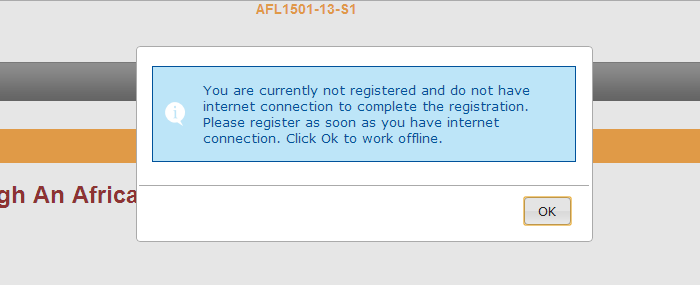 AFL1501-13-S1
You are currently not registered and do not have
internet connection to complete the registration.
Please register as soon as you have internet
connection. Click Ok to work offline.
gh An Africa
OK